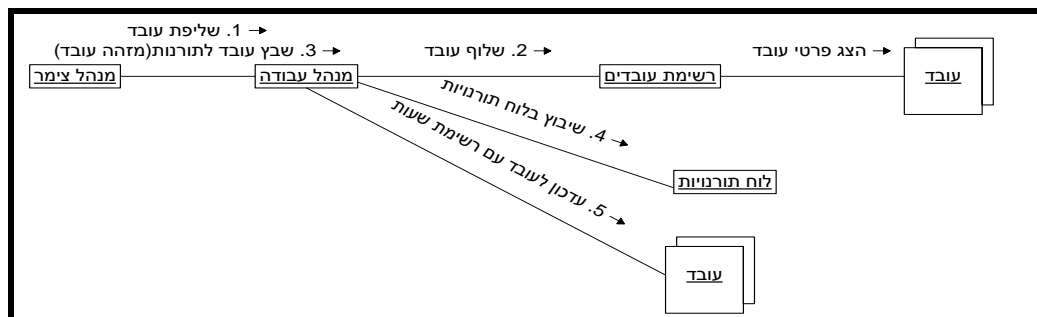 1. שליפת עובד →
3. שבץ עובד לתורנות(מזהה עובד) →
2. שלוף עובד →
הצג פרטי עובד →
מנהל צימר
מנהל עבודה
רשימת עובדים
עובד
4. שיבוץ בלוח תורנויות →
לוח תורנויות
5. עדכון לעובד עם רשימת שעות →
עובד